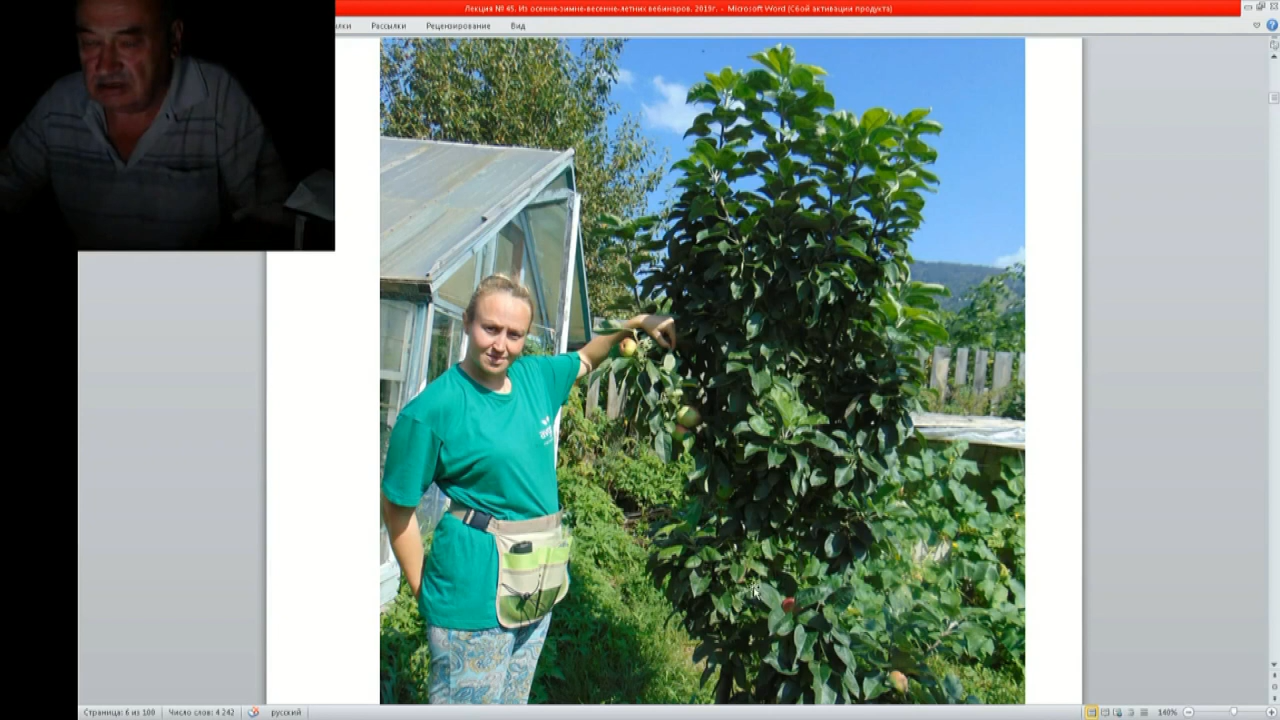 Лекция № 45. Из осенне-зимне-весенне-летних вебинаров. 2019г. - Microsoft Word (Сбой активации продукта)
лки Рассылки Рецензирование Вид
Страница: 6 из 100 Число слов: 4 242 русский 140%